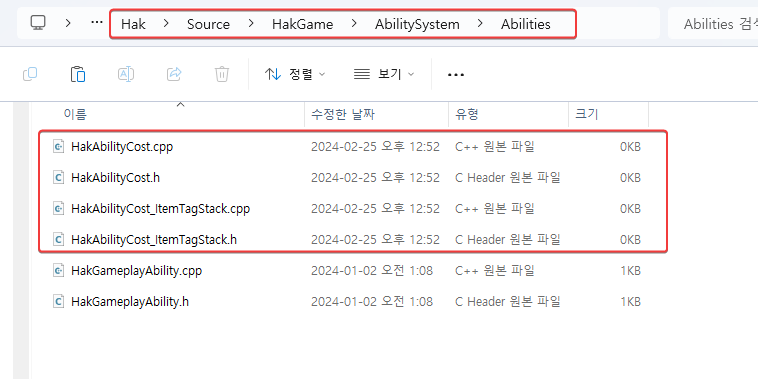 ... Hak > Source > HakGame > AbilitySystem > Abilities Abilities 검색
정렬 보기 ...
이름 수정한 날짜 유형 크기
HakAbilityCost.cpp 2024-02-25 오후 12:52 C++ 원본 파일 0KB
HakAbilityCost.h 2024-02-25 오후 12:52 C Header 원본 파일 0KB
HakAbilityCost_ItemTagStack.cpp 2024-02-25 오후 12:52 C++ 원본 파일 0KB
HakAbilityCost_ItemTagStack.h 2024-02-25 오후 12:52 C Header 원본 파일 0KB
HakGameplayAbility.cpp 2024-01-02 오전 1:08 C++ 원본 파일 1KB
HakGameplayAbility.h 2024-01-02 오전 1:08 C Header 원본 파일 1KB